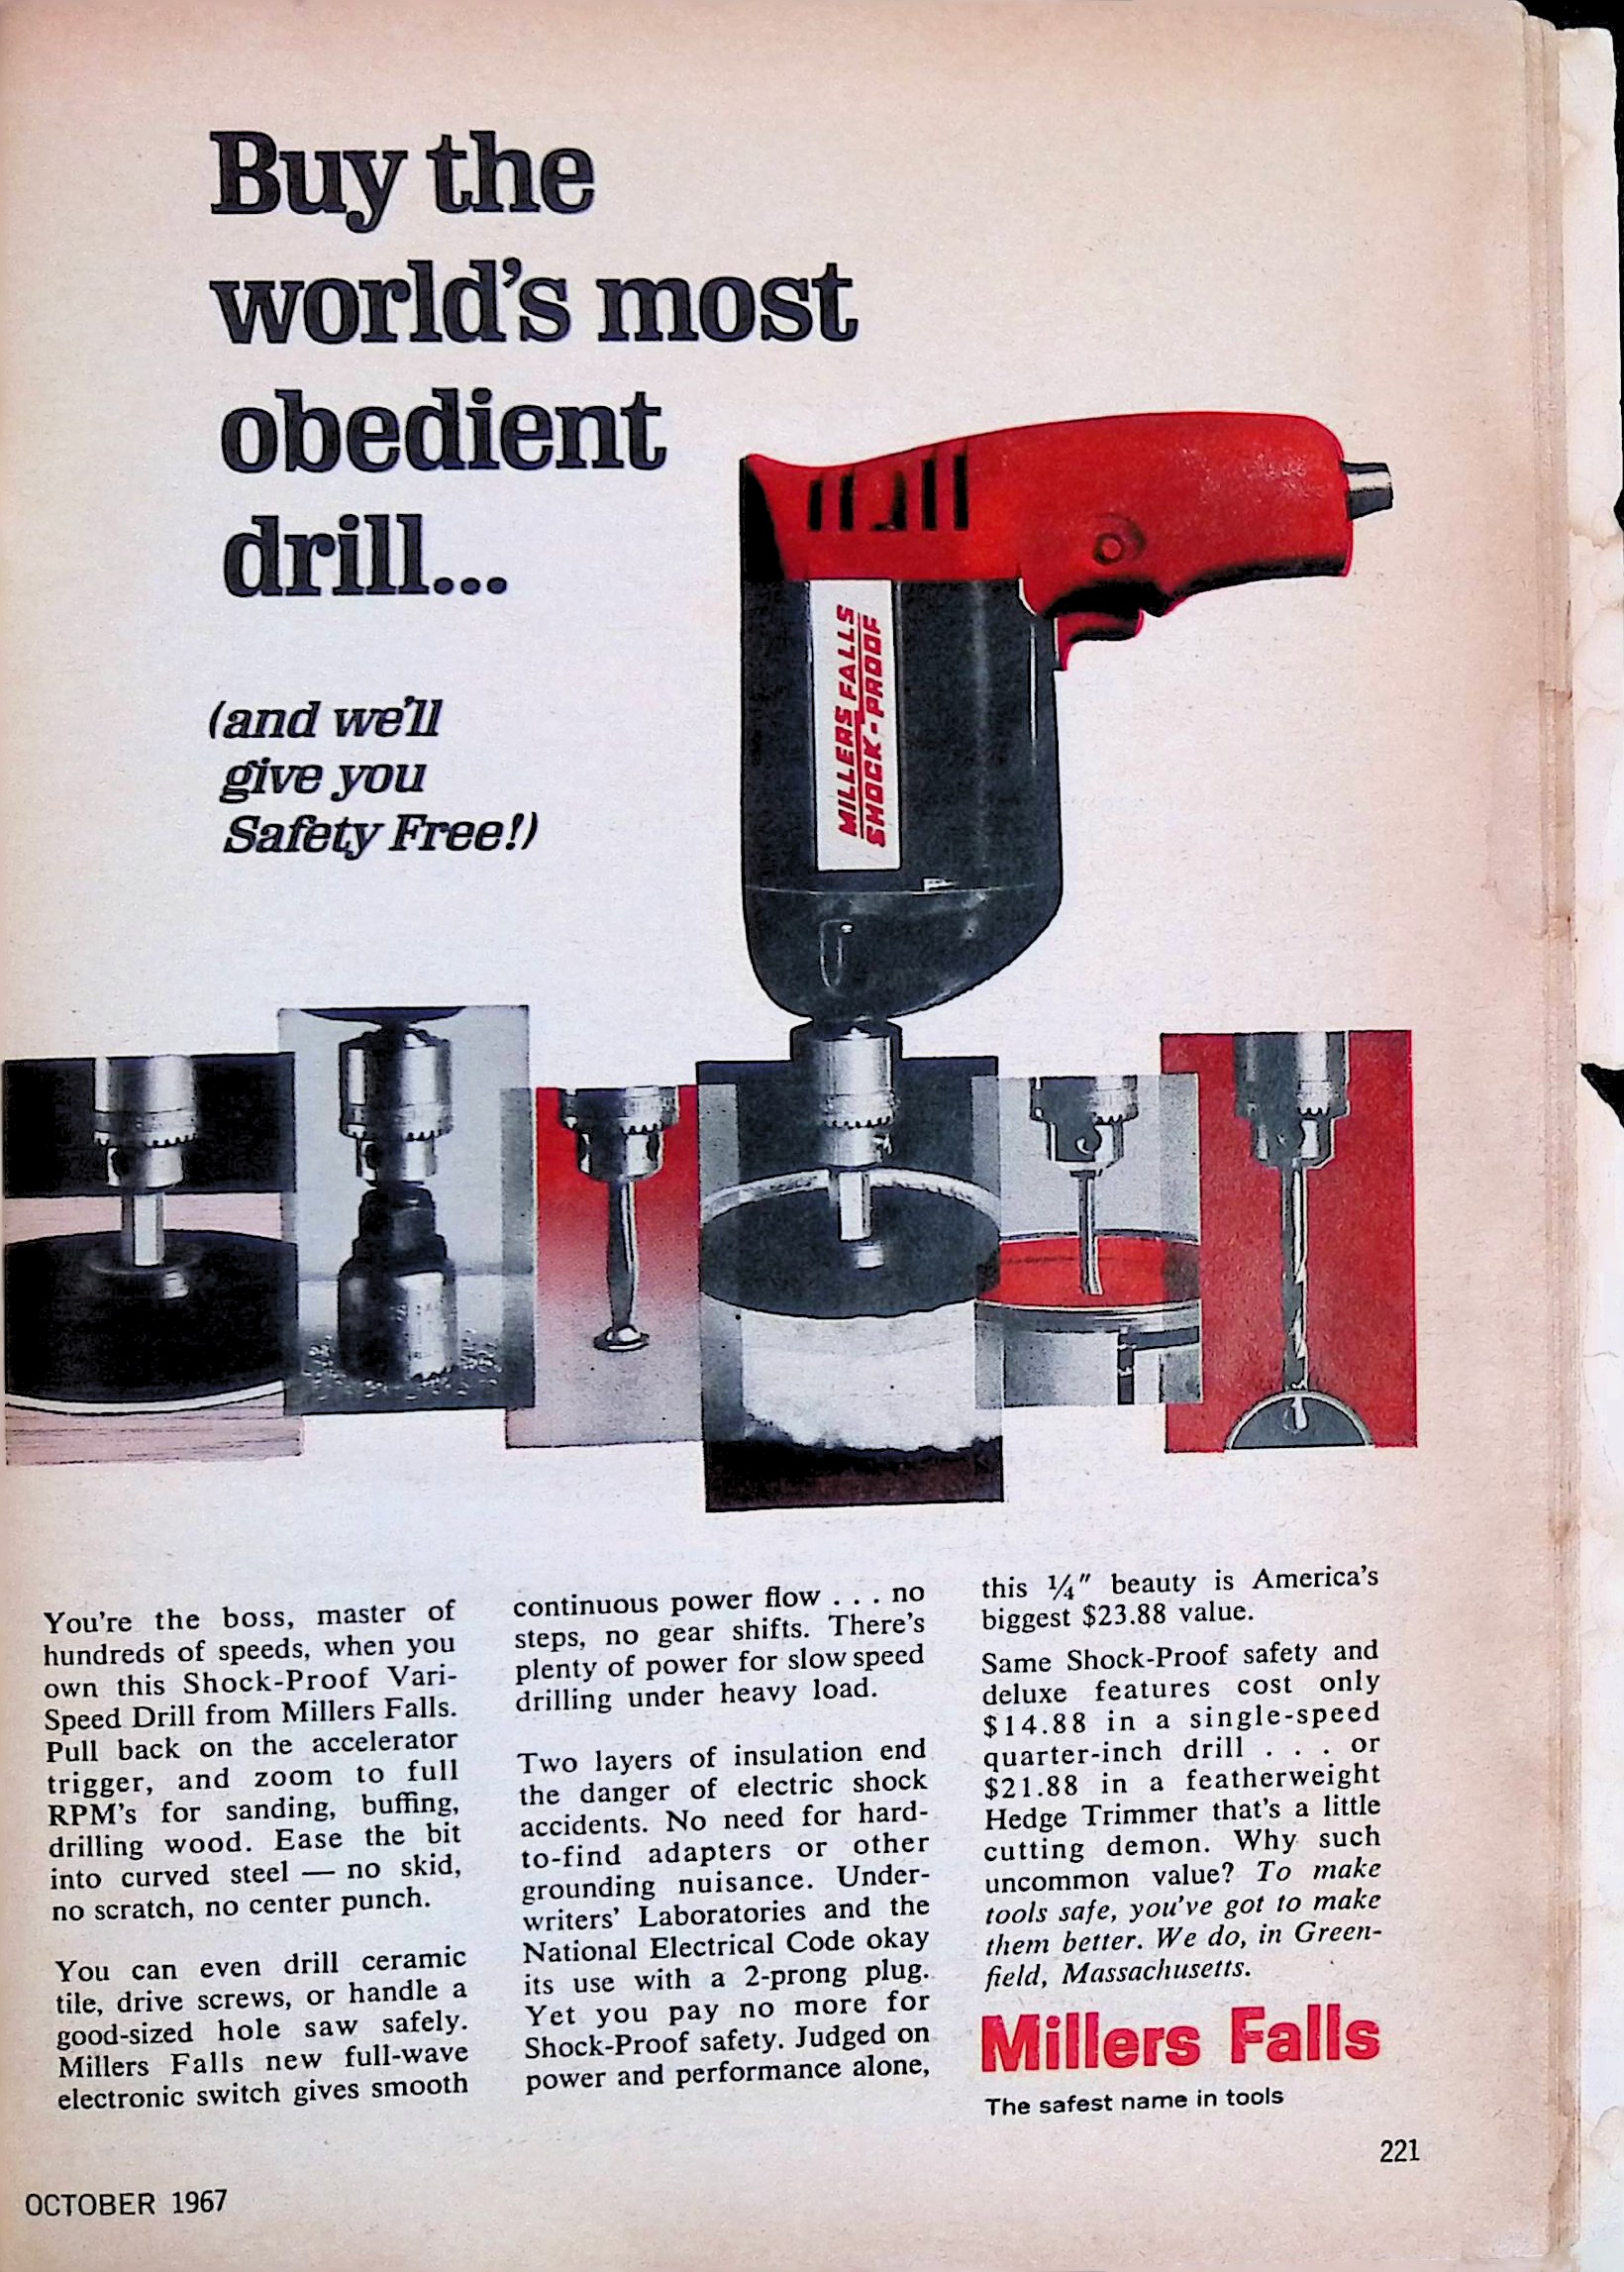 Buy the
world's most
obedient
drill...
(and we'll
give you
Safety Free!)
MILLERS FALLS
SHOCK-PROOF
You're the boss, master of
hundreds of speeds, when you
own this Shock-Proof Vari-
Speed Drill from Millers Falls.
Pull back on the accelerator
trigger, and zoom to full
RPM's for sanding, buffing,
drilling wood. Ease the bit
into curved steel — no skid,
no scratch, no center punch.
You can even drill ceramic
tile, drive screws, or handle a
good-sized hole saw safely.
Millers Falls new full-wave
electronic switch gives smooth
continuous power flow . . . no
steps, no gear shifts. There's
plenty of power for slow speed
drilling under heavy load.
Two layers of insulation end
the danger of electric shock
accidents. No need for hard-
to-find adapters or other
grounding nuisance. Under-
writers' Laboratories and the
National Electrical Code okay
its use with a 2-prong plug.
Yet you pay no more for
Shock-Proof safety. Judged on
power and performance alone,
this ¼" beauty is America's
biggest $23.88 value.
Same Shock-Proof safety and
deluxe features cost only
$14.88 in a single-speed
quarter-inch drill . . . or
$21.88 in a featherweight
Hedge Trimmer that's a little
cutting demon. Why such
uncommon value? To make
tools safe, you've got to make
them better. We do, in Green-
field, Massachusetts.
Millers Falls
The safest name in tools
221
OCTOBER 1967